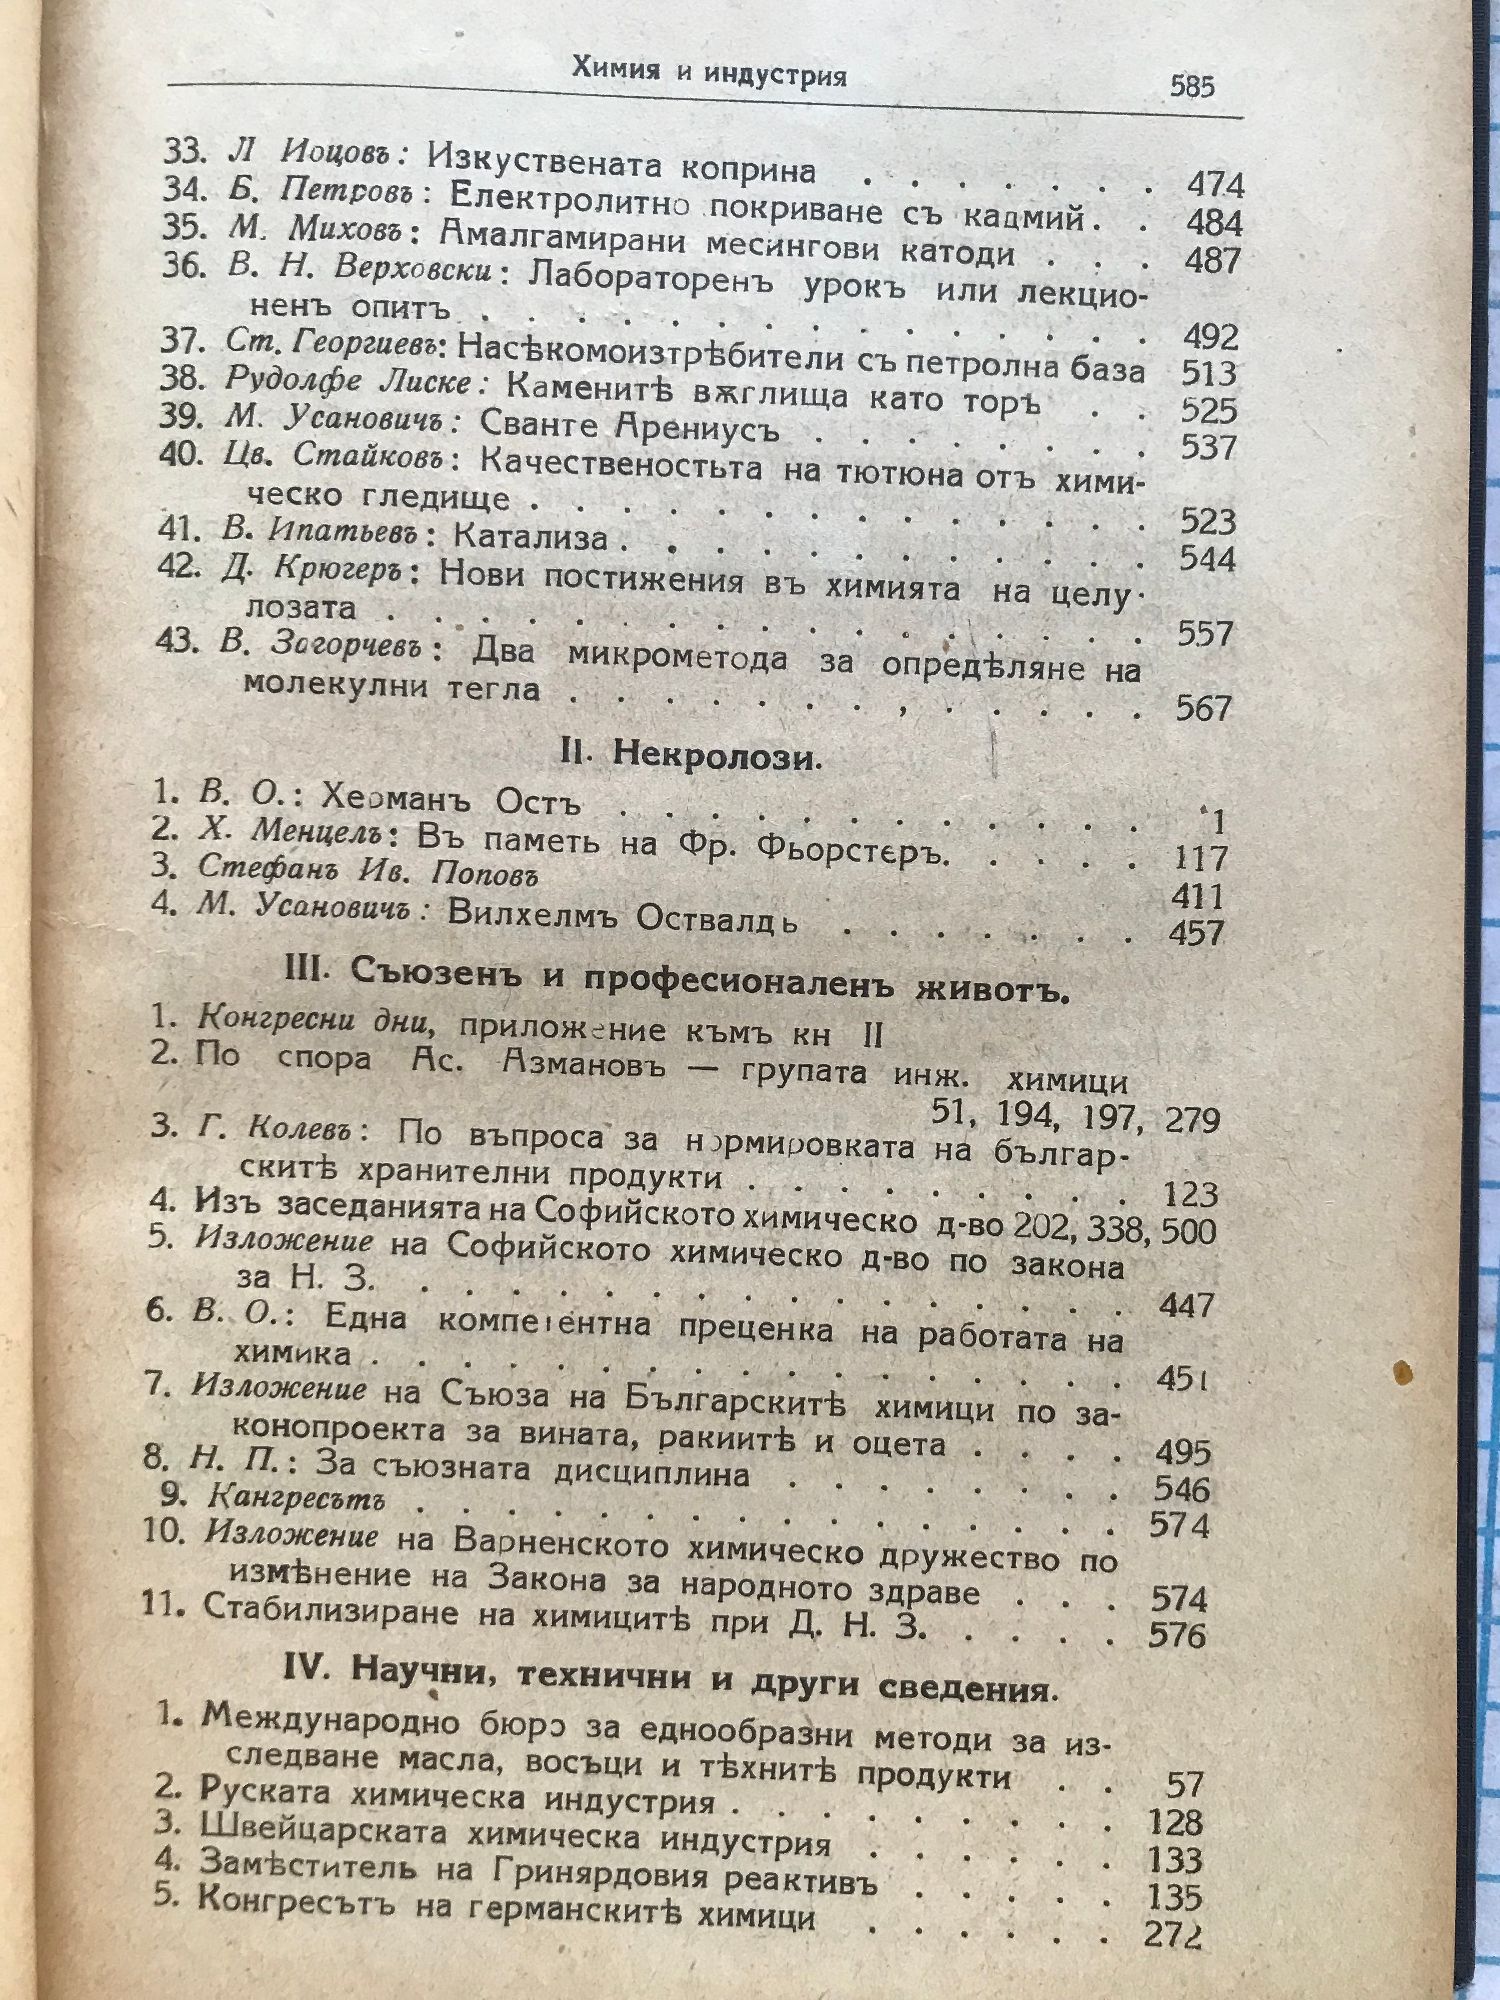 Химия и индустрия 585
33. Л Иоцовъ: Изкуствената коприна . . . . . . . 474
34. Б. Петровъ: Електролитно покриване съ кадмий. . 484
35. М. Миховъ: Амалгамирани месингови катоди . . . 487
36. В. Н. Верховски: Лабораторенъ урокъ или лекцио-
ненъ опитъ . . . . . . . . . . . . . . . 492
37. Ст. Георгиевъ: Насѣкомоизтрѣбители съ петролна база 513
38. Рудолфе Лиске: Каменитѣ вѫглища като торъ . . 525
39. М. Усановичъ: Сванте Арениусъ . . . . . . . . 537
40. Цв. Стайковъ: Качественостьта на тютюна отъ хими-
ческо гледище . . . . . . . . . . . . . . 523
41. В. Ипатьевъ: Катализа . . . . . . . . . . . . 544
42. Д. Крюгеръ: Нови постижения въ химията на целу-
лозата . . . . . . . . . . . . . . . . . 557
43. В. Загорчевъ: Два микрометода за опредѣляне на
молекулни тегла . . . . . . . . . . . . . 567
II. Некролози.
1. В. О.: Херманъ Остъ . . . . . . . . . . . . 1
2. Х. Менцель: Въ паметь на Фр. Фьорстеръ. . . . . 117
3. Стефанъ Ив. Поповъ 411
4. М. Усановичъ: Вилхелмъ Оствалдъ . . . . . . . 457
III. Съюзенъ и професионаленъ животъ.
1. Конгресни дни, приложение къмъ кн II
2. По спора Ас. Азмановъ — групата инж. химици
51, 194, 197, 279
3. Г. Колевъ: По въпроса за нормировката на българ-
скитѣ хранителни продукти . . . . . . . . . 123
4. Изъ заседанията на Софийското химическо д-во 202, 338, 500
5. Изложение на Софийското химическо д-во по закона
за Н. З. . . . . . . . . . . . . . . . . 447
6. В. О.: Една компетентна преценка на работата на
химика . . . . . . . . . . . . . . . . . 451
7. Изложение на Съюза на Българскитѣ химици по за-
конопроекта за вината, ракиитѣ и оцета . . . . 495
8. Н. П.: За съюзната дисциплина . . . . . . . . 546
9. Кангресътъ . . . . . . . . . . . . . . . . 574
10. Изложение на Варненското химическо дружество по
измѣнение на Закона за народното здраве . . . 574
11. Стабилизиране на химицитѣ при Д. Н. З. . . . . 576
IV. Научни, технични и други сведения.
1. Международно бюро за еднообразни методи за из-
следване масла, восъци и тѣхнитѣ продукти . . 57
2. Руската химическа индустрия . . . . . . . . . 128
3. Швейцарската химическа индустрия . . . . . . 133
4. Замѣститель на Гринярдовия реактивъ . . . . . 135
5. Конгресътъ на германскитѣ химици . . . . . . 272